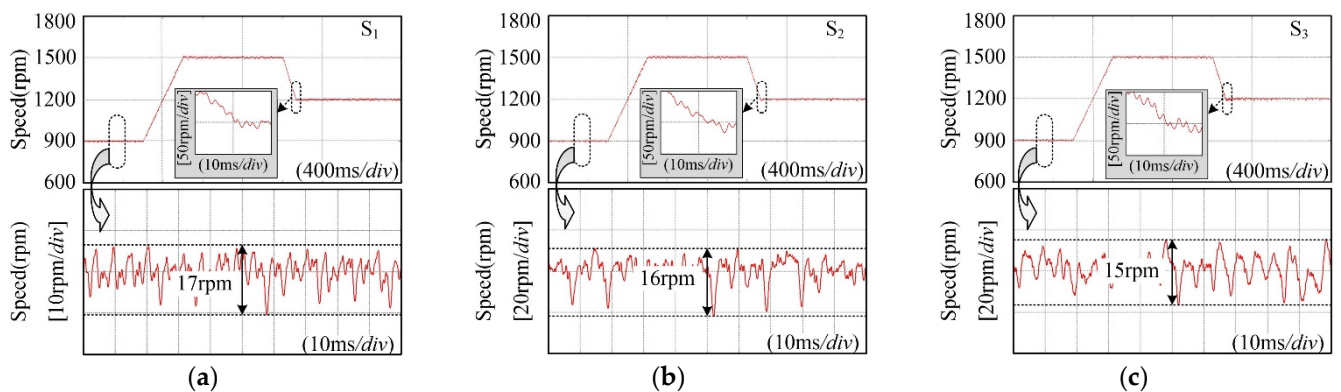 1800
S1
1500
Speed(rpm)
1200
[50rpm/div]
900
(10ms/div)
600
(400ms/div)
Speed(rpm)
[10rpm/div]
17rpm
(10ms/div)
(a)
1800
S2
1500
Speed(rpm)
1200
[50rpm/div]
900
(10ms/div)
600
(400ms/div)
Speed(rpm)
[20rpm/div]
16rpm
(10ms/div)
(b)
1800
S3
1500
Speed(rpm)
1200
[50rpm/div]
900
(10ms/div)
600
(400ms/div)
Speed(rpm)
[20rpm/div]
15rpm
(10ms/div)
(c)